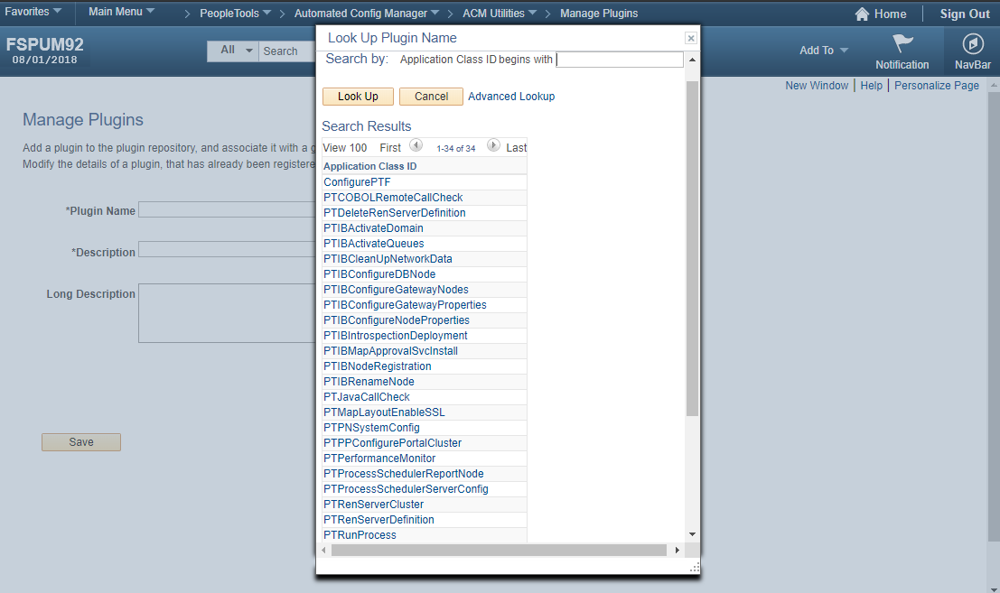 Favorites Main Menu > PeopleTools > Automated Config Manager > ACM Utilities > Manage Plugins
Home Sign Out
FSPUM92
08/01/2018
All Search
Add To Notification NavBar
New Window | Help | Personalize Page
Manage Plugins
Add a plugin to the plugin repository, and associate it with a g
Modify the details of a plugin, that has already been registere
*Plugin Name
*Description
Long Description
Save
Look Up Plugin Name
Search by: Application Class ID begins with
Look Up Cancel Advanced Lookup
Search Results
View 100 First 1-34 of 34 Last
Application Class ID
ConfigurePTF
PTCOBOLRemoteCallCheck
PTDeleteRenServerDefinition
PTIBActivateDomain
PTIBActivateQueues
PTIBCleanUpNetworkData
PTIBConfigureDBNode
PTIBConfigureGatewayNodes
PTIBConfigureGatewayProperties
PTIBConfigureNodeProperties
PTIBIntrospectionDeployment
PTIBMapApprovalSvcInstall
PTIBNodeRegistration
PTIBRenameNode
PTJavaCallCheck
PTMapLayoutEnableSSL
PTPNSystemConfig
PTPPConfigurePortalCluster
PTPerformanceMonitor
PTProcessSchedulerReportNode
PTProcessSchedulerServerConfig
PTRenServerCluster
PTRenServerDefinition
PTRunProcess